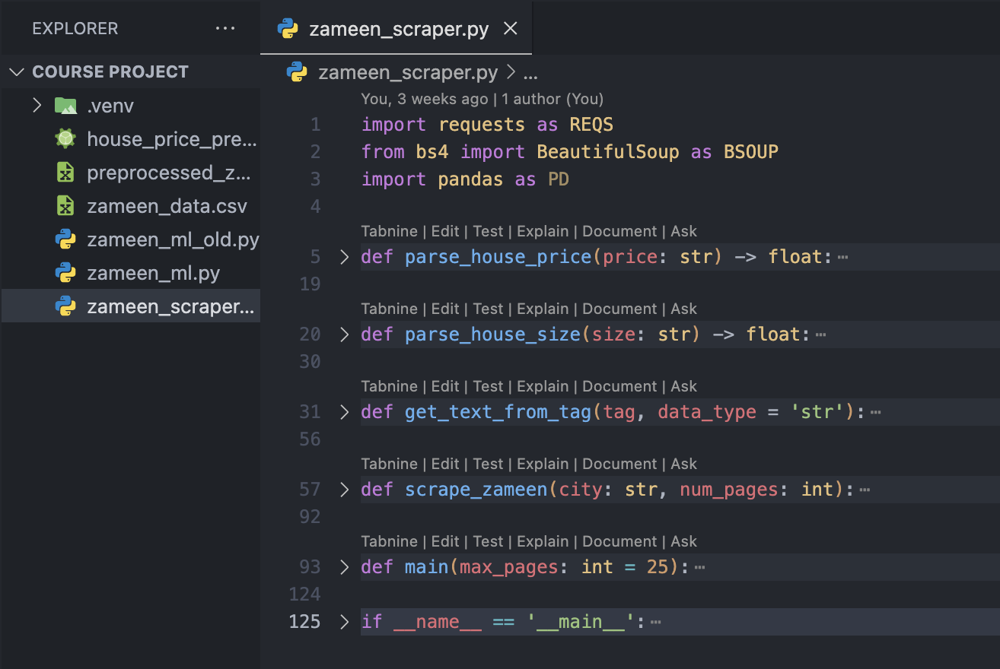 EXPLORER ...
COURSE PROJECT
.venv
house_price_pre...
preprocessed_z...
zameen_data.csv
zameen_ml_old.py
zameen_ml.py
zameen_scraper...
zameen_scraper.py
zameen_scraper.py > ...
You, 3 weeks ago | 1 author (You)
1 import requests as REQS
2 from bs4 import BeautifulSoup as BSOUP
3 import pandas as PD
4
Tabnine | Edit | Test | Explain | Document | Ask
5 def parse_house_price(price: str) -> float:...
19
Tabnine | Edit | Test | Explain | Document | Ask
20 def parse_house_size(size: str) -> float:...
30
Tabnine | Edit | Test | Explain | Document | Ask
31 def get_text_from_tag(tag, data_type = 'str'):...
56
Tabnine | Edit | Test | Explain | Document | Ask
57 def scrape_zameen(city: str, num_pages: int):...
92
Tabnine | Edit | Test | Explain | Document | Ask
93 def main(max_pages: int = 25):...
124
125 if __name__ == '__main__':...